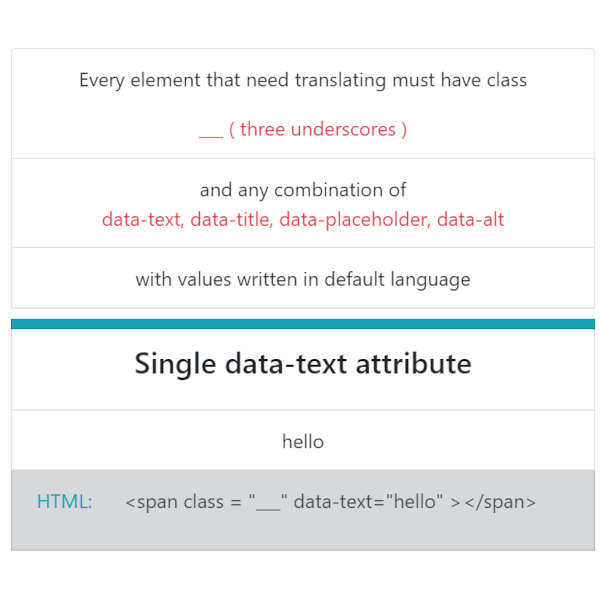 Every element that need translating must have class
___ ( three underscores )
and any combination of
data-text, data-title, data-placeholder, data-alt
with values written in default language
Single data-text attribute
hello
HTML: <span class = "___" data-text="hello" ></span>